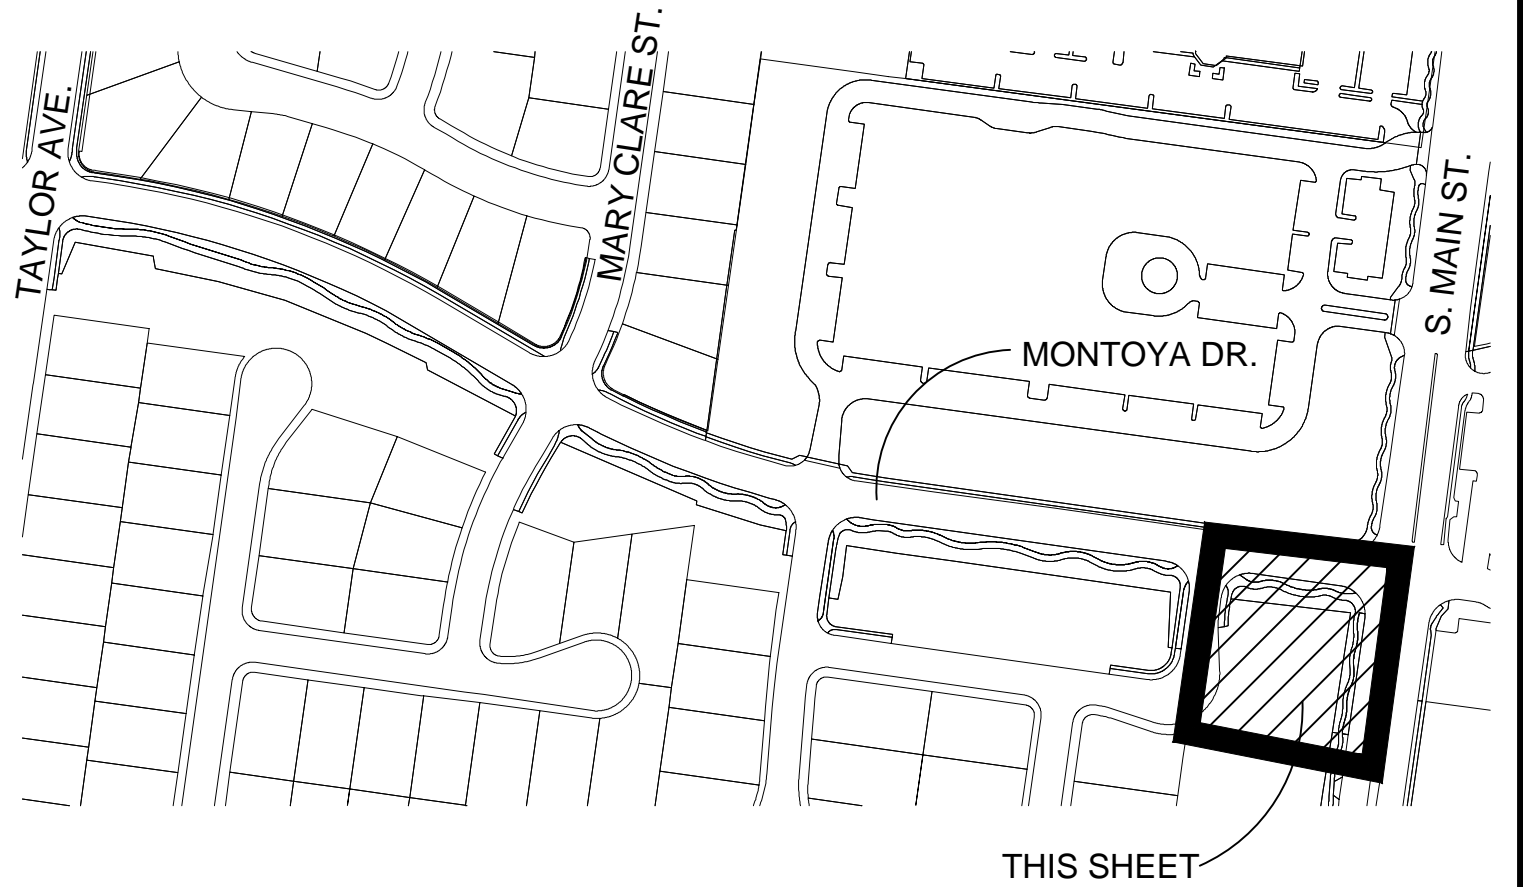 TAYLOR AVE.
MARY CLARE ST.
S. MAIN ST.
MONTOYA DR.
THIS SHEET